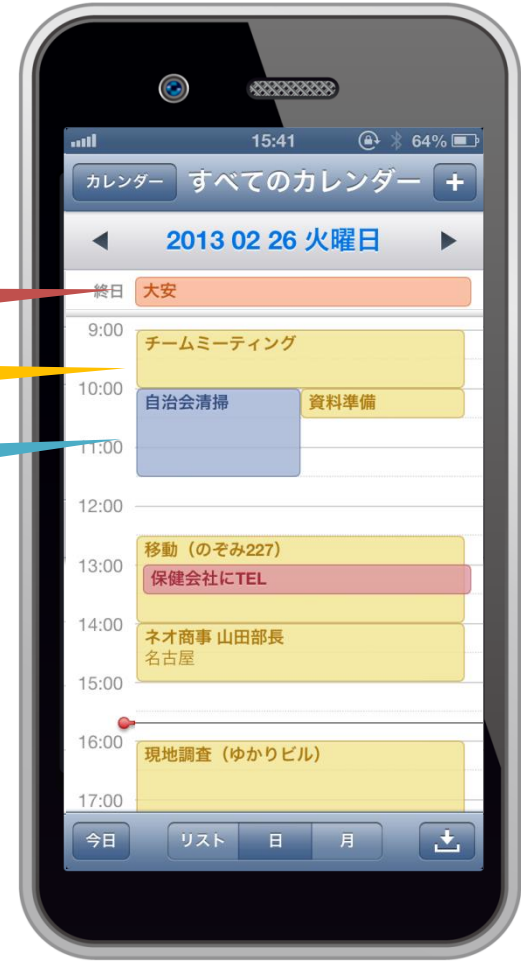 15:41 64%
カレンダー すべてのカレンダー +
2013 02 26 火曜日
終日 大安
9:00
チームミーティング
10:00
自治会清掃 資料準備
11:00
12:00
移動（のぞみ227）
13:00
保健会社にTEL
14:00
ネオ商事 山田部長
名古屋
15:00
16:00
現地調査（ゆかりビル）
17:00
今日 リスト 日 月